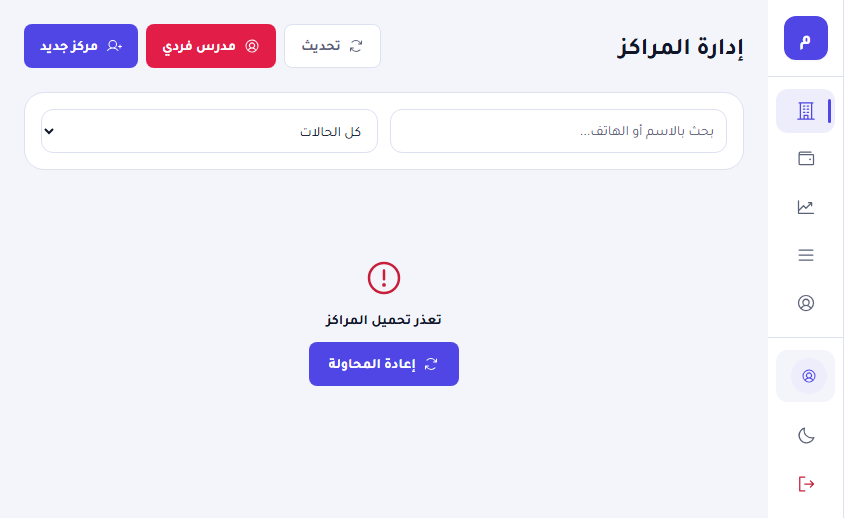 م
إدارة المراكز
تحديث
مدرس فردي
مركز جديد
بحث بالاسم أو الهاتف...
كل الحالات
تعذر تحميل المراكز
إعادة المحاولة